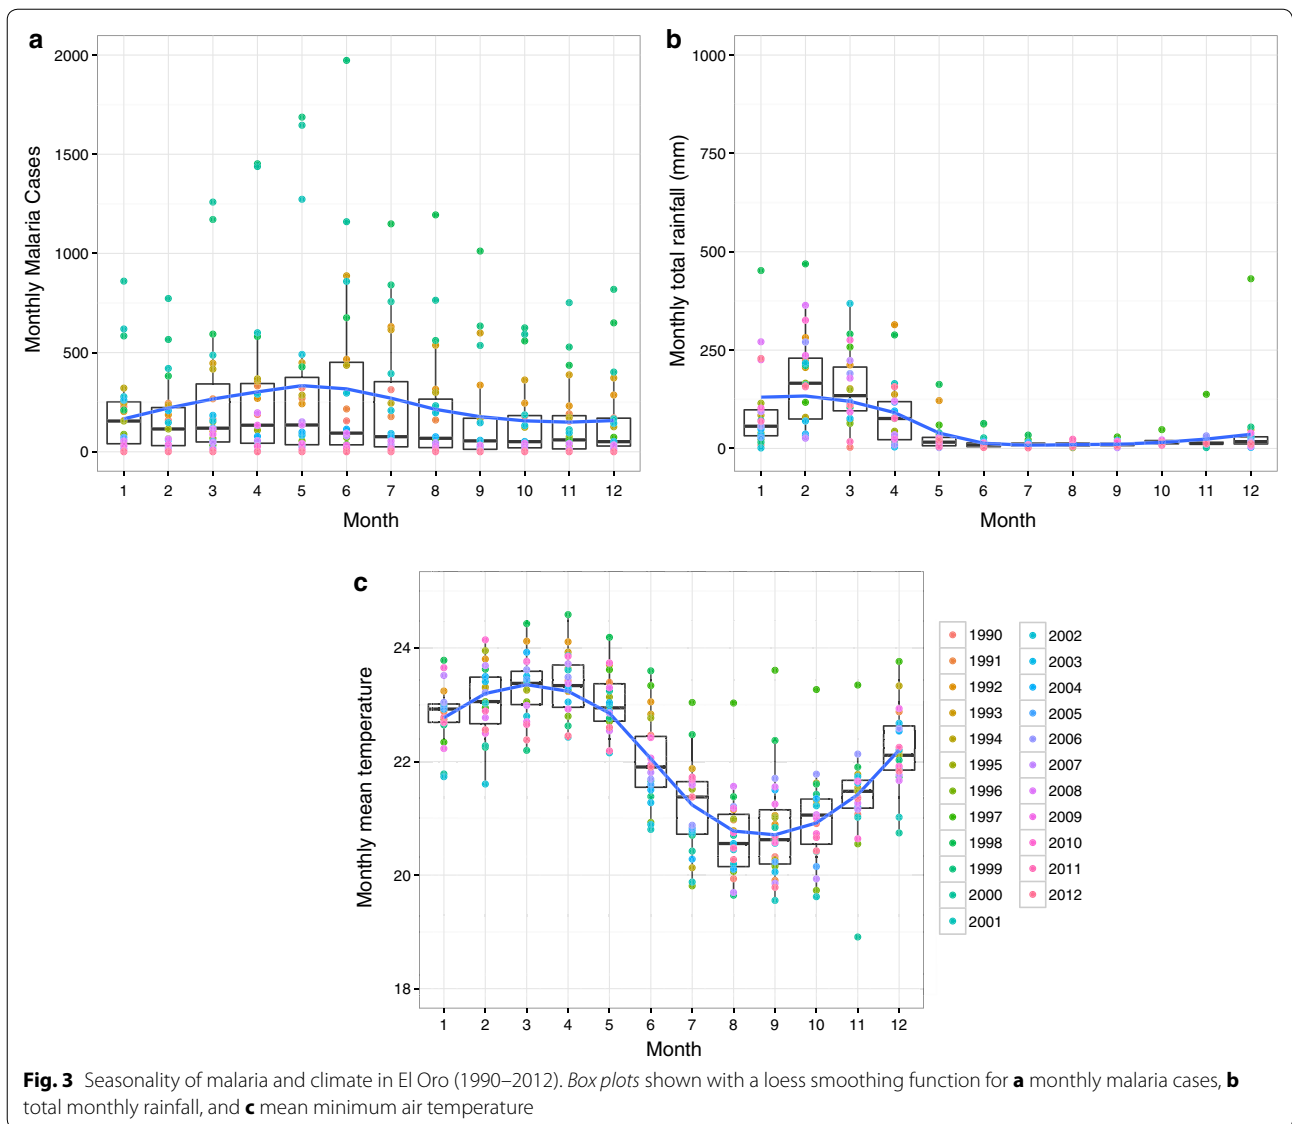 a
Monthly Malaria Cases
2000
1500
1000
500
0
1 2 3 4 5 6 7 8 9 10 11 12
Month
b
Monthly total rainfall (mm)
1000
750
500
250
0
1 2 3 4 5 6 7 8 9 10 11 12
Month
c
Monthly mean temperature
24
22
20
18
1 2 3 4 5 6 7 8 9 10 11 12
Month
1990
1991
1992
1993
1994
1995
1996
1997
1998
1999
2000
2001
2002
2003
2004
2005
2006
2007
2008
2009
2010
2011
2012
Fig. 3 Seasonality of malaria and climate in El Oro (1990–2012). Box plots shown with a loess smoothing function for a monthly malaria cases, b
total monthly rainfall, and c mean minimum air temperature